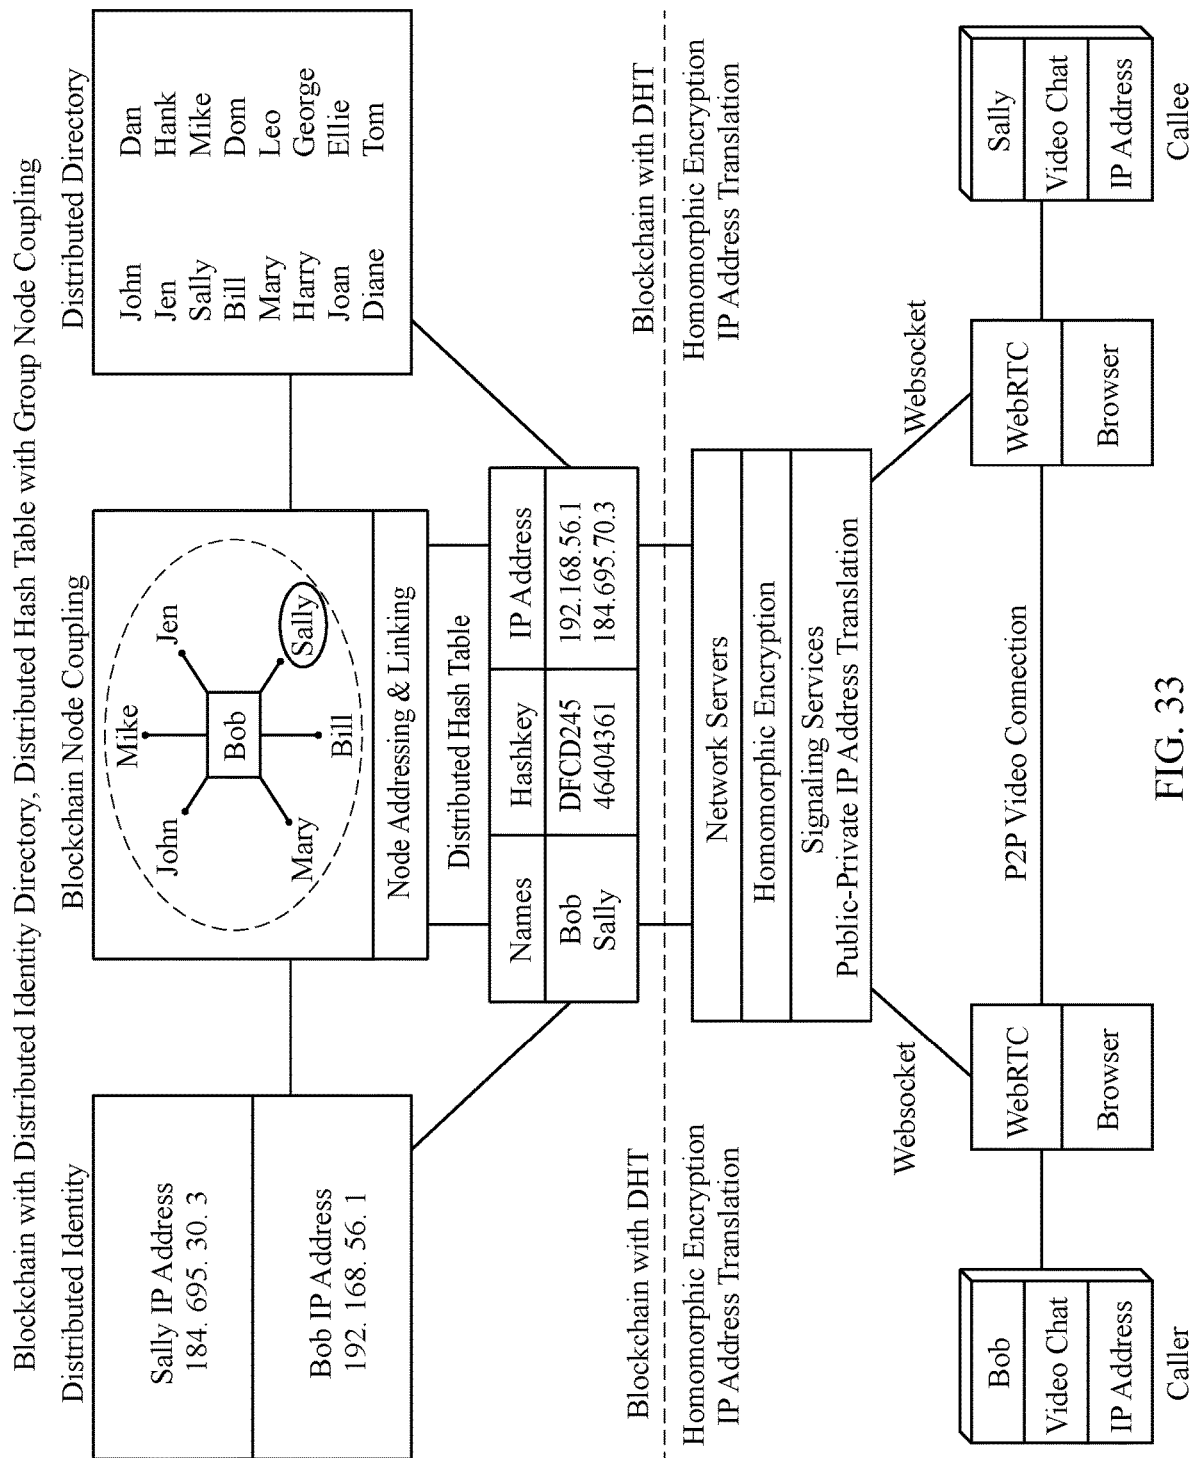 Blockchain with Distributed Identity Directory, Distributed Hash Table with Group Node Coupling
Distributed Identity
Sally IP Address
184. 695. 30. 3
Bob IP Address
192. 168. 56. 1
Blockchain Node Coupling
Mike
John
Jen
Bob
Mary
Sally
Bill
Node Addressing & Linking
Distributed Directory
John Dan
Jen Hank
Sally Mike
Bill Dom
Mary Leo
Harry George
Joan Ellie
Diane Tom
Distributed Hash Table
Names Hashkey IP Address
Bob DFCD245 192.168.56.1
Sally 46404361 184.695.70.3
Blockchain with DHT
Blockchain with DHT
Homomorphic Encryption
IP Address Translation
Homomorphic Encryption
IP Address Translation
Network Servers
Homomorphic Encryption
Signaling Services
Public-Private IP Address Translation
Websocket
Websocket
Bob
Video Chat
IP Address
Caller
WebRTC
Browser
P2P Video Connection
WebRTC
Browser
Sally
Video Chat
IP Address
Callee
FIG. 33